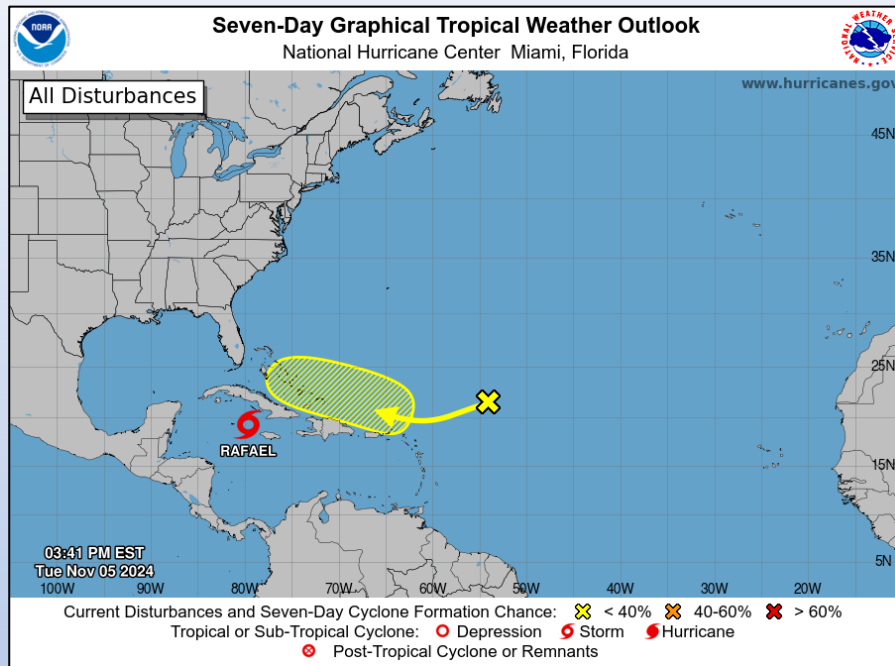 Seven-Day Graphical Tropical Weather Outlook
National Hurricane Center Miami, Florida
NOAA
NATIONAL WEATHER
www.hurricanes.gov
All Disturbances
45N
35N
25N
RAFAEL
15N
03:41 PM EST
Tue Nov 05 2024
5N
100W 90W 80W 70W 60W 50W 40W 30W 20W
Current Disturbances and Seven-Day Cyclone Formation Chance: < 40% 40-60% > 60%
Tropical or Sub-Tropical Cyclone: Depression Storm Hurricane
Post-Tropical Cyclone or Remnants